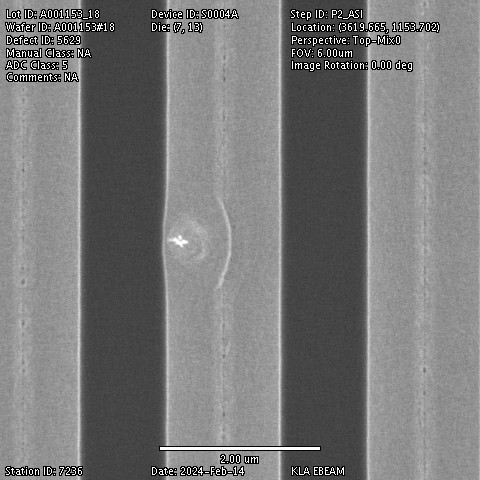 Lot ID: A001153_18
Wafer ID: A001153#18
Defect ID: 5629
Manual Class: NA
ADC Class: 5
Comments: NA
Device ID: S0004A
Die: (7, 13)
Step ID: P2_ASI
Location: (3619.665, 1153.702)
Perspective: Top-Mix0
FOV: 6.00um
Image Rotation: 0.00 deg
2.00 um
Station ID: 7236
Date: 2024-Feb-14
KLA EBEAM